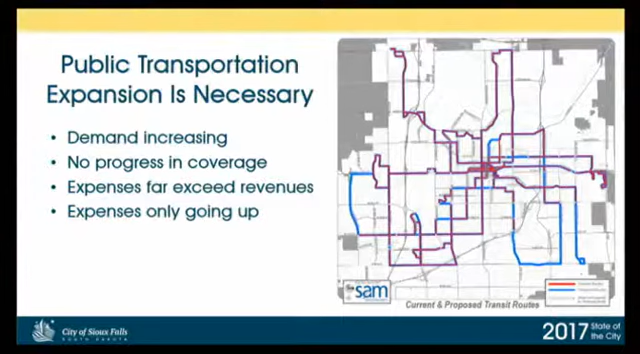 Public Transportation
Expansion Is Necessary
• Demand increasing
• No progress in coverage
• Expenses far exceed revenues
• Expenses only going up
sam
Current & Proposed Transit Routes
City of Sioux Falls
SOUTH DAKOTA
2017 State of
the City